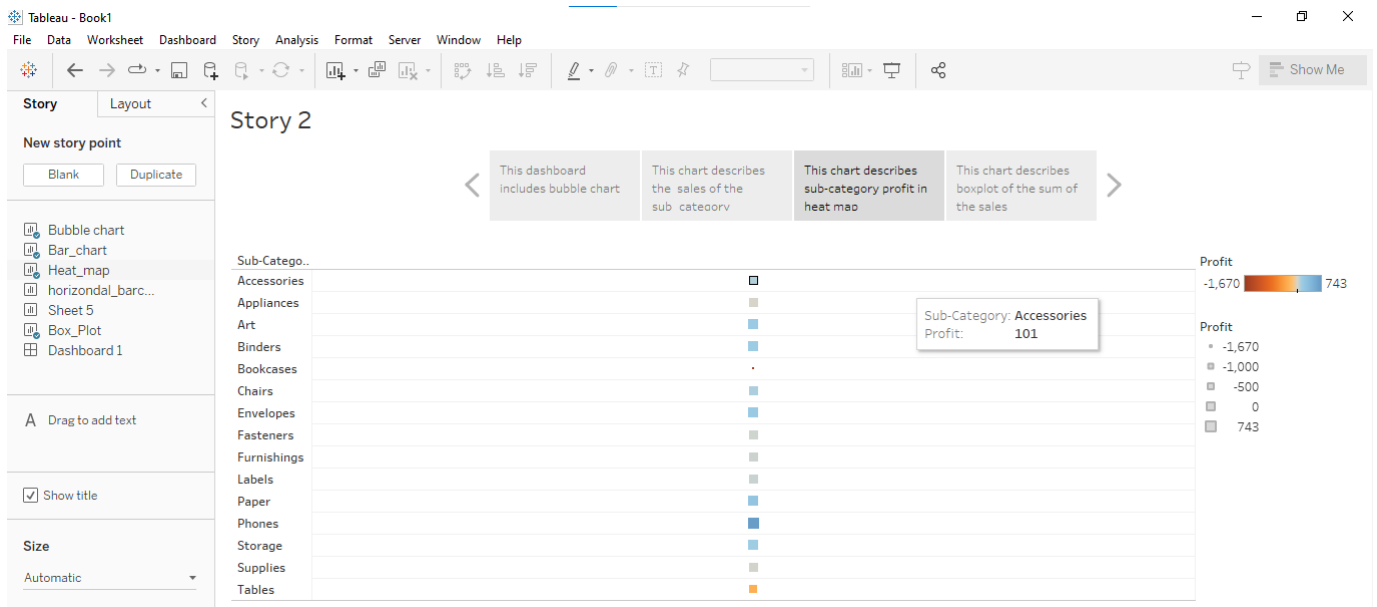 Tableau - Book1
File Data Worksheet Dashboard Story Analysis Format Server Window Help
Show Me
Story Layout
New story point
Blank Duplicate
Bubble chart
Bar_chart
Heat_map
horizondal_barc...
Sheet 5
Box_Plot
Dashboard 1
A Drag to add text
Show title
Size
Automatic
Story 2
This dashboard
includes bubble chart
This chart describes
the sales of the
sub_category
This chart describes
sub-category profit in
heat map
This chart describes
boxplot of the sum of
the sales
Sub-Catego..
Accessories
Appliances
Art
Binders
Bookcases
Chairs
Envelopes
Fasteners
Furnishings
Labels
Paper
Phones
Storage
Supplies
Tables
Sub-Category: Accessories
Profit: 101
Profit
-1,670 743
Profit
-1,670
-1,000
-500
0
743